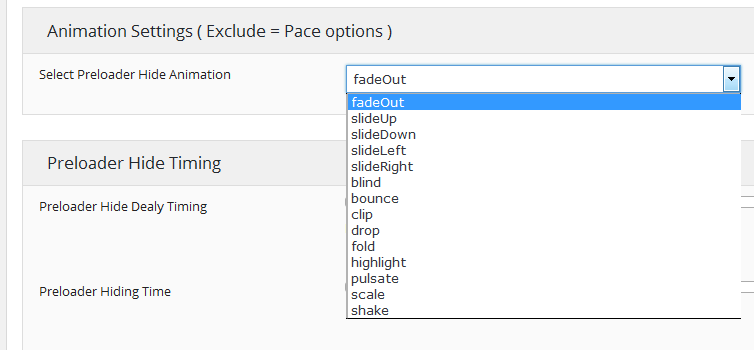 Animation Settings ( Exclude = Pace options )
Select Preloader Hide Animation
fadeOut
fadeOut
slideUp
slideDown
slideLeft
slideRight
blind
bounce
clip
drop
fold
highlight
pulsate
scale
shake
Preloader Hide Timing
Preloader Hide Dealy Timing
Preloader Hiding Time